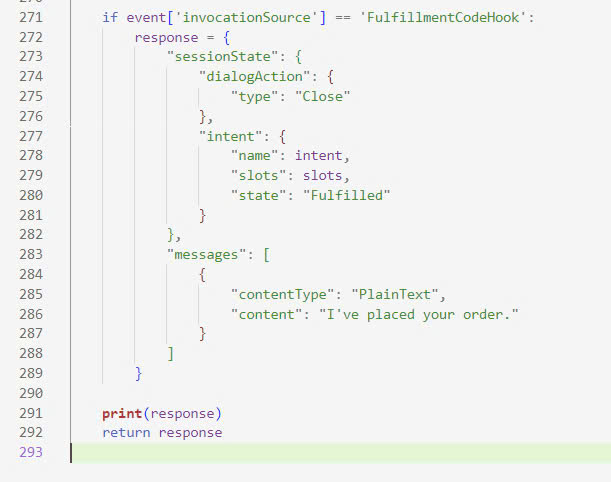 271 if event['invocationSource'] == 'FulfillmentCodeHook':
272 response = {
273 "sessionState": {
274 "dialogAction": {
275 "type": "Close"
276 },
277 "intent": {
278 "name": intent,
279 "slots": slots,
280 "state": "Fulfilled"
281 }
282 },
283 "messages": [
284 {
285 "contentType": "PlainText",
286 "content": "I've placed your order."
287 }
288 ]
289 }
290
291 print(response)
292 return response
293